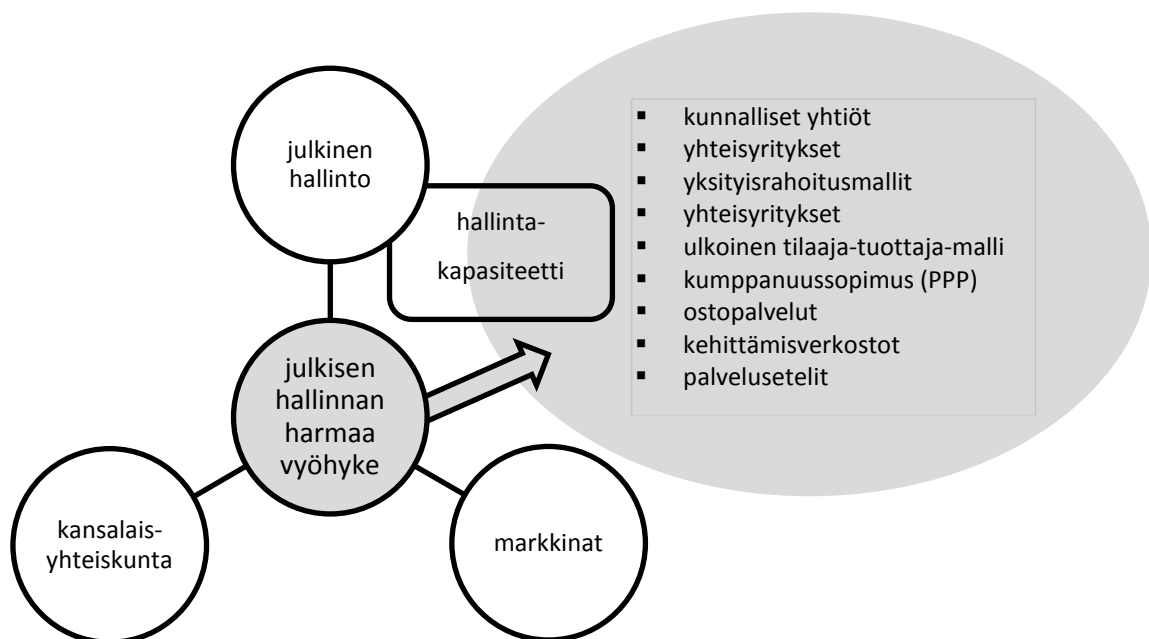 julkinen
hallinto
hallinta-
kapasiteetti
julkisen
hallinnan
harmaa
vyöhyke
kansalais-
yhteiskunta
markkinat
▪ kunnalliset yhtiöt
▪ yhteisyritykset
▪ yksityisrahoitusmallit
▪ yhteisyritykset
▪ ulkoinen tilaaja-tuottaja-malli
▪ kumppanuussopimus (PPP)
▪ ostopalvelut
▪ kehittämisverkostot
▪ palvelusetelit